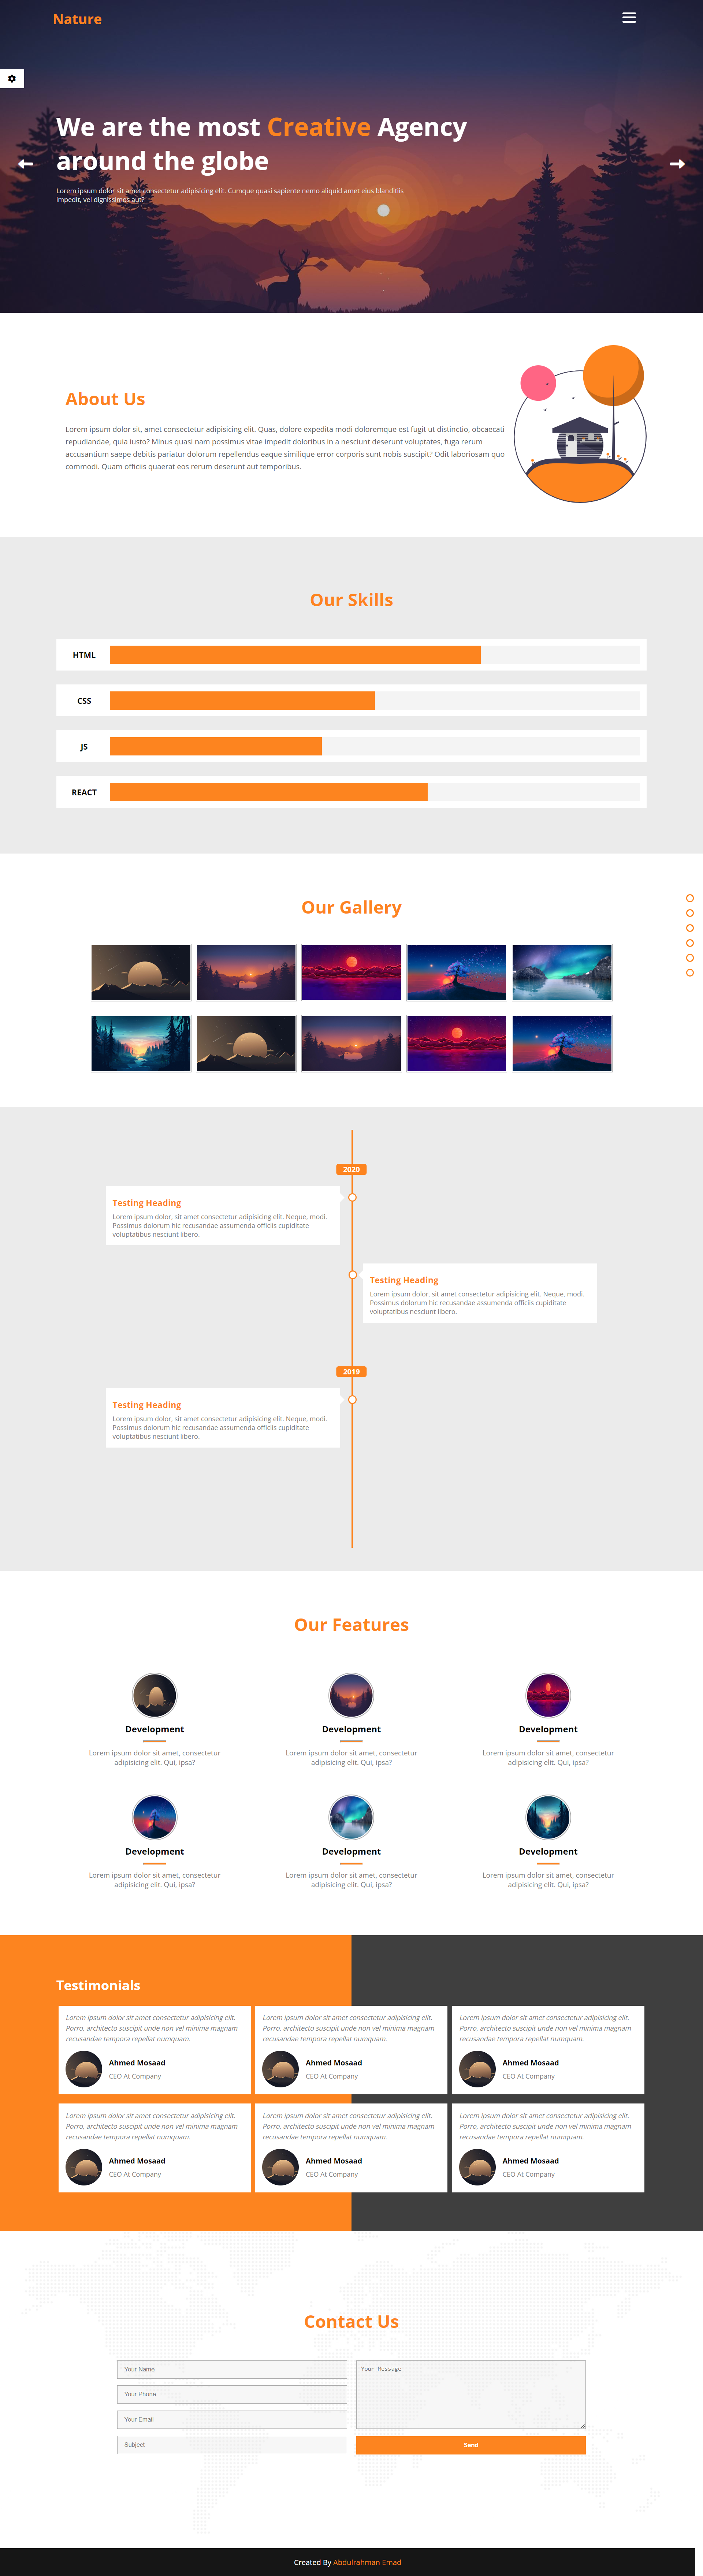 Nature
We are the most Creative Agency
around the globe
Lorem ipsum dolor sit amet consectetur adipisicing elit. Cumque quasi sapiente nemo aliquid amet eius blanditiis
impedit, vel dignissimos aut?
About Us
Lorem ipsum dolor sit, amet consectetur adipisicing elit. Quas, dolore expedita modi doloremque est fugit ut distinctio, obcaecati
repudiandae, quia iusto? Minus quasi nam possimus vitae impedit doloribus in a nesciunt deserunt voluptates, fuga rerum
accusantium saepe debitis pariatur dolorum repellendus eaque similique error corporis sunt nobis suscipit? Odit laboriosam quo
commodi. Quam officiis quaerat eos rerum deserunt aut temporibus.
Our Skills
HTML
CSS
JS
REACT
Our Gallery
2020
Testing Heading
Lorem ipsum dolor, sit amet consectetur adipisicing elit. Neque, modi.
Possimus dolorum hic recusandae assumenda officiis cupiditate
voluptatibus nesciunt libero.
Testing Heading
Lorem ipsum dolor, sit amet consectetur adipisicing elit. Neque, modi.
Possimus dolorum hic recusandae assumenda officiis cupiditate
voluptatibus nesciunt libero.
2019
Testing Heading
Lorem ipsum dolor, sit amet consectetur adipisicing elit. Neque, modi.
Possimus dolorum hic recusandae assumenda officiis cupiditate
voluptatibus nesciunt libero.
Our Features
Development
Lorem ipsum dolor sit amet, consectetur
adipisicing elit. Qui, ipsa?
Development
Lorem ipsum dolor sit amet, consectetur
adipisicing elit. Qui, ipsa?
Development
Lorem ipsum dolor sit amet, consectetur
adipisicing elit. Qui, ipsa?
Development
Lorem ipsum dolor sit amet, consectetur
adipisicing elit. Qui, ipsa?
Development
Lorem ipsum dolor sit amet, consectetur
adipisicing elit. Qui, ipsa?
Development
Lorem ipsum dolor sit amet, consectetur
adipisicing elit. Qui, ipsa?
Testimonials
Lorem ipsum dolor sit amet consectetur adipisicing elit.
Porro, architecto suscipit unde non vel minima magnam
recusandae tempora repellat numquam.
Ahmed Mosaad
CEO At Company
Lorem ipsum dolor sit amet consectetur adipisicing elit.
Porro, architecto suscipit unde non vel minima magnam
recusandae tempora repellat numquam.
Ahmed Mosaad
CEO At Company
Lorem ipsum dolor sit amet consectetur adipisicing elit.
Porro, architecto suscipit unde non vel minima magnam
recusandae tempora repellat numquam.
Ahmed Mosaad
CEO At Company
Lorem ipsum dolor sit amet consectetur adipisicing elit.
Porro, architecto suscipit unde non vel minima magnam
recusandae tempora repellat numquam.
Ahmed Mosaad
CEO At Company
Lorem ipsum dolor sit amet consectetur adipisicing elit.
Porro, architecto suscipit unde non vel minima magnam
recusandae tempora repellat numquam.
Ahmed Mosaad
CEO At Company
Lorem ipsum dolor sit amet consectetur adipisicing elit.
Porro, architecto suscipit unde non vel minima magnam
recusandae tempora repellat numquam.
Ahmed Mosaad
CEO At Company
Contact Us
Your Name
Your Phone
Your Email
Subject
Your Message
Send
Created By Abdulrahman Emad